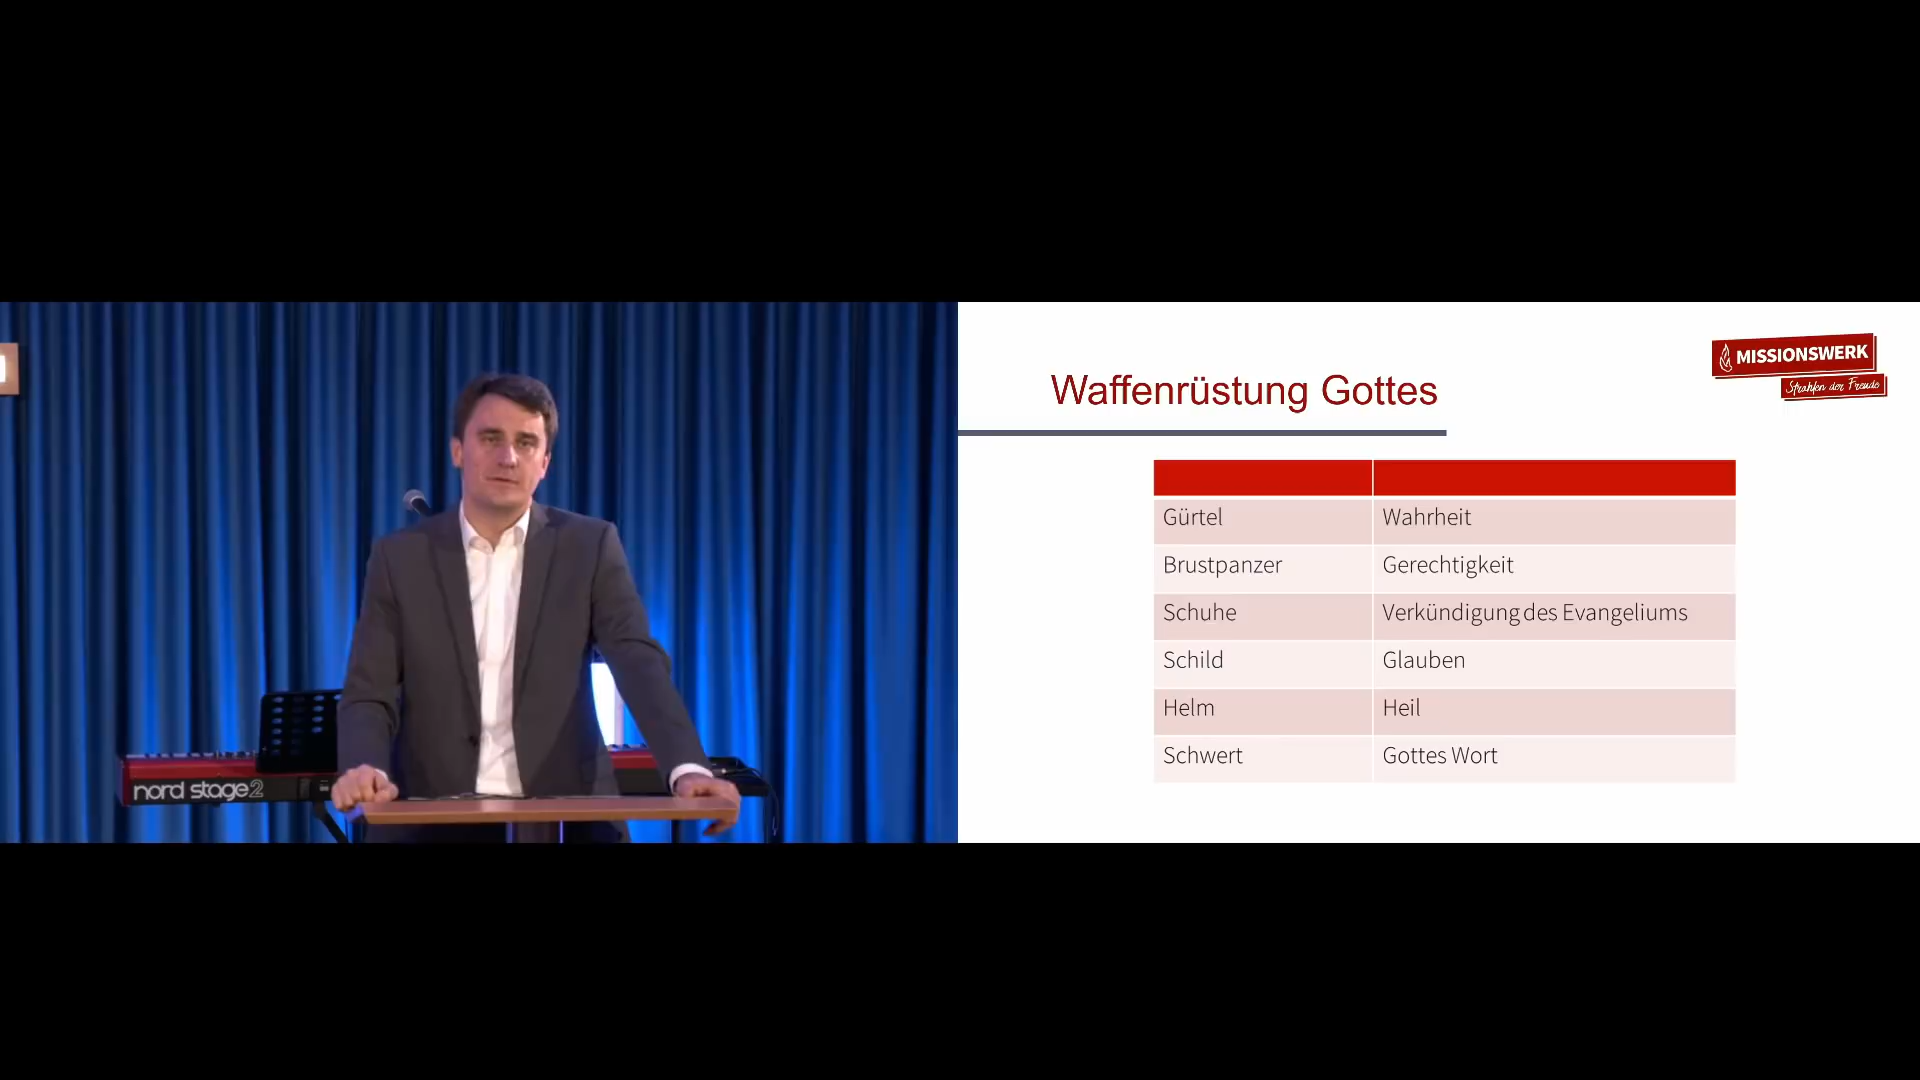 nord stage2
MISSIONSWERK
Strahlen der Freude
Waffenrüstung Gottes
Gürtel Wahrheit
Brustpanzer Gerechtigkeit
Schuhe Verkündigung des Evangeliums
Schild Glauben
Helm Heil
Schwert Gottes Wort